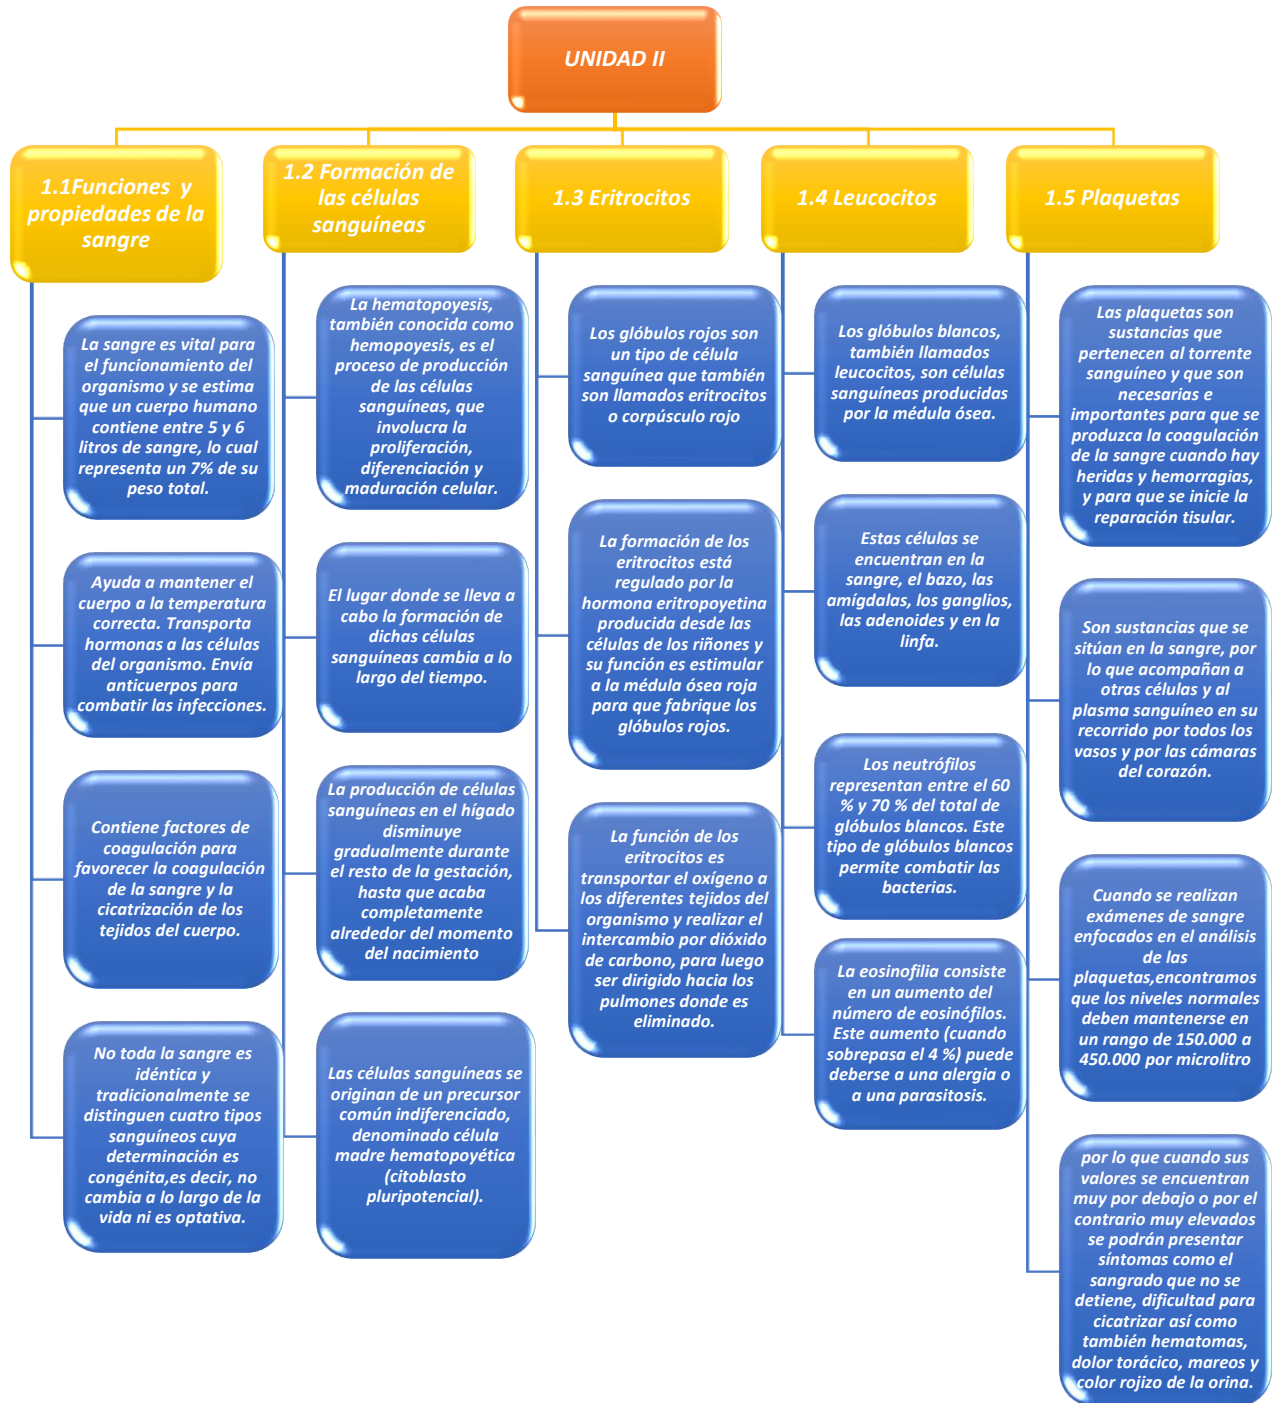 UNIDAD II
1.1Funciones y
propiedades de la
sangre
La sangre es vital para
el funcionamiento del
organismo y se estima
que un cuerpo humano
contiene entre 5 y 6
litros de sangre, lo cual
representa un 7% de su
peso total.
Ayuda a mantener el
cuerpo a la temperatura
correcta. Transporta
hormonas a las células
del organismo. Envía
anticuerpos para
combatir las infecciones.
Contiene factores de
coagulación para
favorecer la coagulación
de la sangre y la
cicatrización de los
tejidos del cuerpo.
No toda la sangre es
idéntica y
tradicionalmente se
distinguen cuatro tipos
sanguíneos cuya
determinación es
congénita,es decir, no
cambia a lo largo de la
vida ni es optativa.
1.2 Formación de
las células
sanguíneas
La hematopoyesis,
también conocida como
hemopoyesis, es el
proceso de producción
de las células
sanguíneas, que
involucra la
proliferación,
diferenciación y
maduración celular.
El lugar donde se lleva a
cabo la formación de
dichas células
sanguíneas cambia a lo
largo del tiempo.
La producción de células
sanguíneas en el hígado
disminuye
gradualmente durante
el resto de la gestación,
hasta que acaba
completamente
alrededor del momento
del nacimiento
Las células sanguíneas se
originan de un precursor
común indiferenciado,
denominado célula
madre hematopoyética
(citoblasto
pluripotencial).
1.3 Eritrocitos
Los glóbulos rojos son
un tipo de célula
sanguínea que también
son llamados eritrocitos
o corpúsculo rojo
La formación de los
eritrocitos está
regulado por la
hormona eritropoyetina
producida desde las
células de los riñones y
su función es estimular
a la médula ósea roja
para que fabrique los
glóbulos rojos.
La función de los
eritrocitos es
transportar el oxígeno a
los diferentes tejidos del
organismo y realizar el
intercambio por dióxido
de carbono, para luego
ser dirigido hacia los
pulmones donde es
eliminado.
1.4 Leucocitos
Los glóbulos blancos,
también llamados
leucocitos, son células
sanguíneas producidas
por la médula ósea.
Estas células se
encuentran en la
sangre, el bazo, las
amígdalas, los ganglios,
las adenoides y en la
linfa.
Los neutrófilos
representan entre el 60
% y 70 % del total de
glóbulos blancos. Este
tipo de glóbulos blancos
permite combatir las
bacterias.
La eosinofilia consiste
en un aumento del
número de eosinófilos.
Este aumento (cuando
sobrepasa el 4 %) puede
deberse a una alergia o
a una parasitosis.
1.5 Plaquetas
Las plaquetas son
sustancias que
pertenecen al torrente
sanguíneo y que son
necesarias e
importantes para que se
produzca la coagulación
de la sangre cuando hay
heridas y hemorragias,
y para que se inicie la
reparación tisular.
Son sustancias que se
sitúan en la sangre, por
lo que acompañan a
otras células y al
plasma sanguíneo en su
recorrido por todos los
vasos y por las cámaras
del corazón.
Cuando se realizan
exámenes de sangre
enfocados en el análisis
de las
plaquetas,encontramos
que los niveles normales
deben mantenerse en
un rango de 150.000 a
450.000 por microlitro
por lo que cuando sus
valores se encuentran
muy por debajo o por el
contrario muy elevados
se podrán presentar
síntomas como el
sangrado que no se
detiene, dificultad para
cicatrizar así como
también hematomas,
dolor torácico, mareos y
color rojizo de la orina.